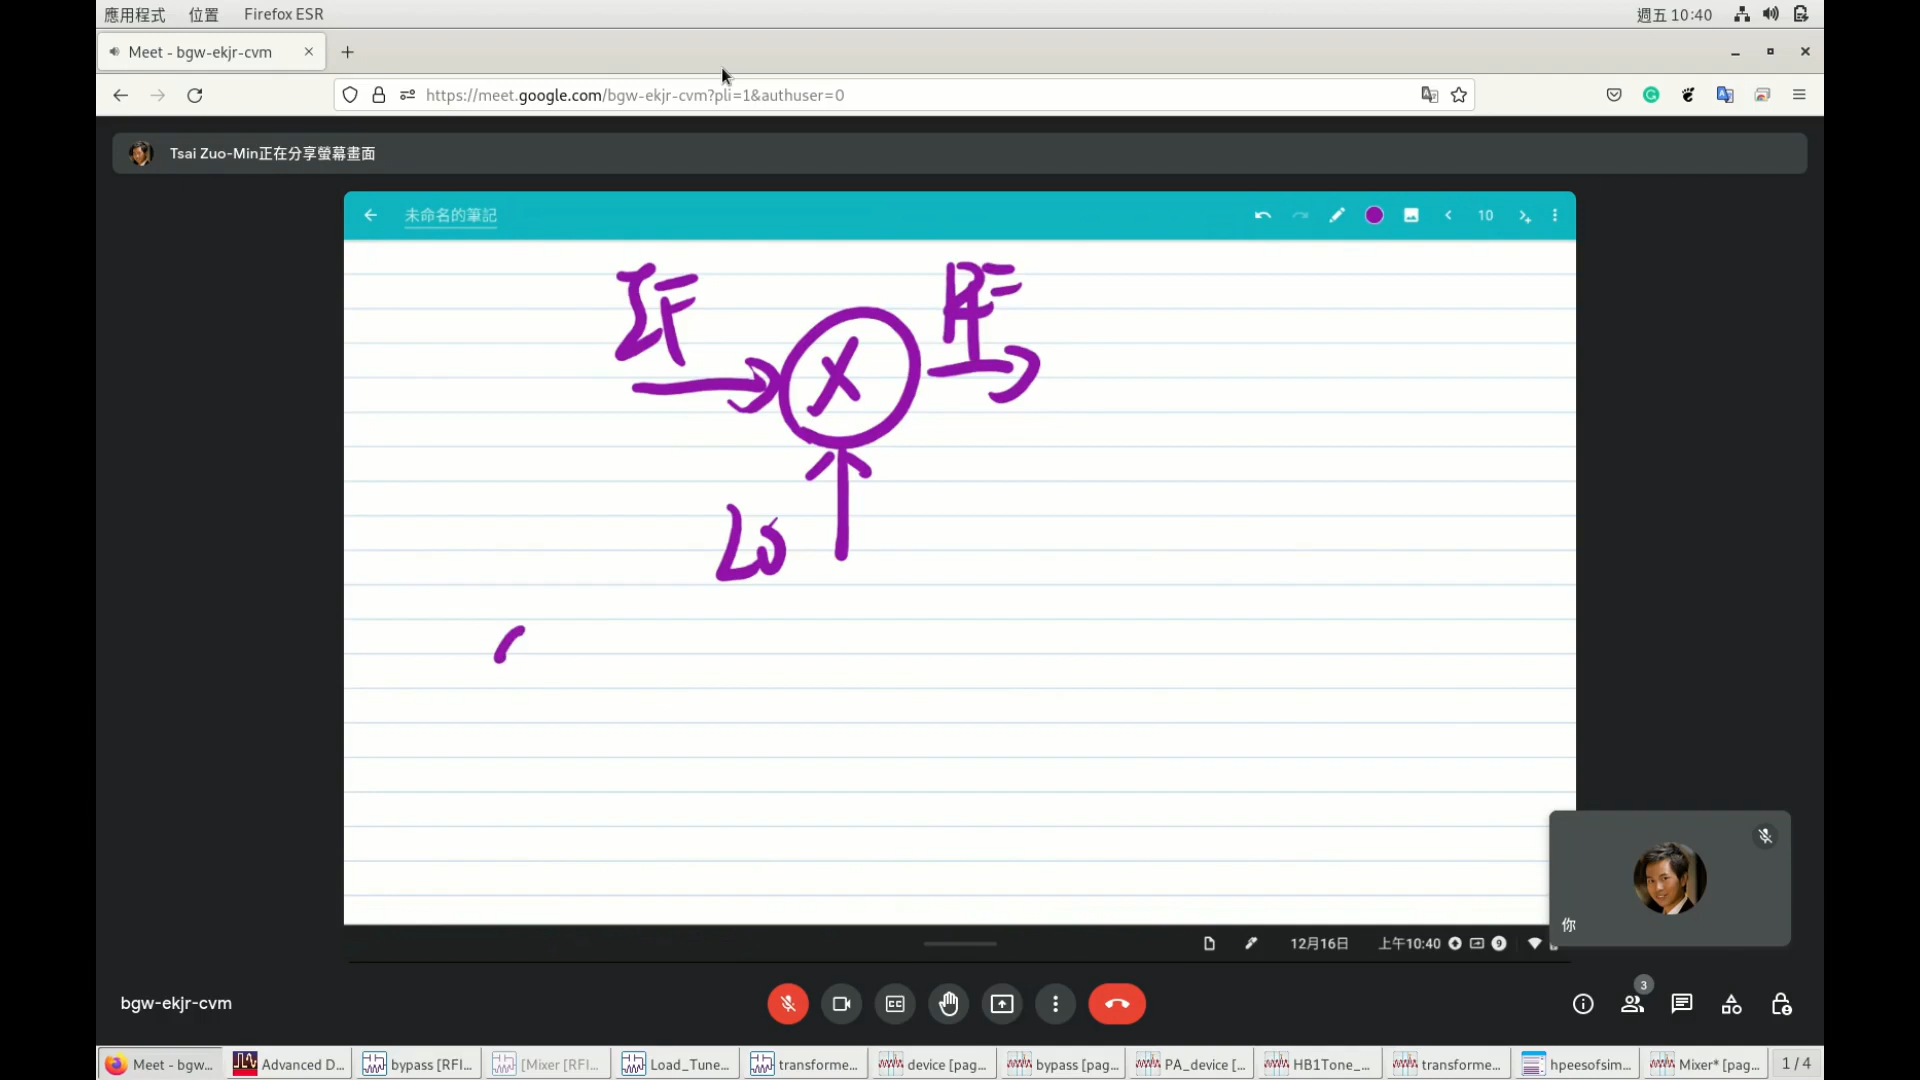 應用程式 位置 Firefox ESR 週五 10:40
Meet - bgw-ekjr-cvm
https://meet.google.com/bgw-ekjr-cvm?pli=1&authuser=0
Tsai Zuo-Min正在分享螢幕畫面
未命名的筆記 10
IF RF
X
LO
你
12月16日 上午10:40 9
bgw-ekjr-cvm 3
Meet - bgw... Advanced D... bypass [RFI... [Mixer [RFI... Load_Tune... transforme... device [pag... bypass [pag... PA_device [... HB1Tone_... transforme... hpeesofsim... Mixer* [pag... 1 / 4